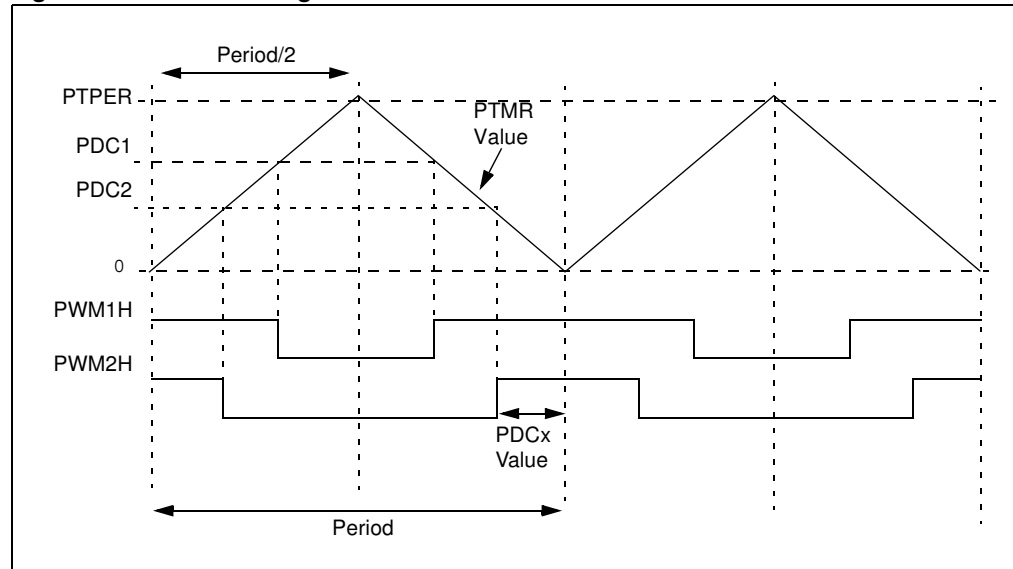 Period/2
PTPER
PTMR
Value
PDC1
PDC2
0
PWM1H
PWM2H
PDCx
Value
Period